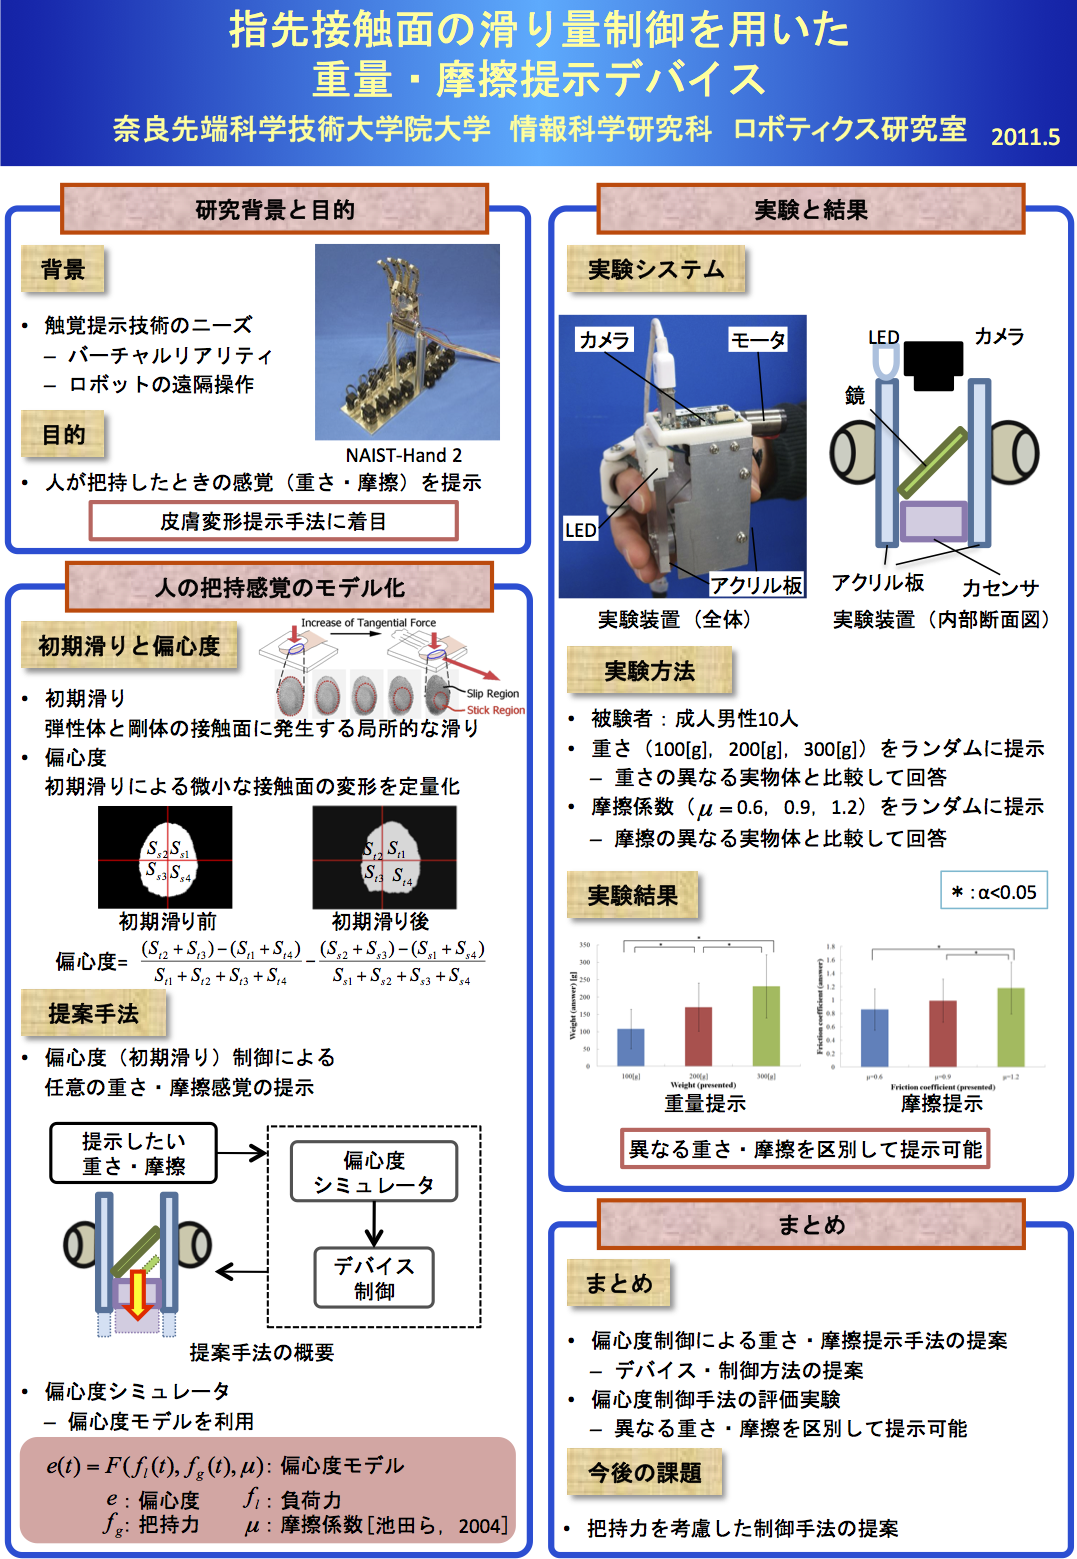 指先接触面の滑り量制御を用いた
重量・摩擦提示デバイス
奈良先端科学技術大学院大学 情報科学研究科 ロボティクス研究室 2011.5
研究背景と目的
背景
• 触覚提示技術のニーズ
– バーチャルリアリティ
– ロボットの遠隔操作
NAIST-Hand 2
目的
• 人が把持したときの感覚（重さ・摩擦）を提示
皮膚変形提示手法に着目
人の把持感覚のモデル化
初期滑りと偏心度
Increase of Tangential Force
Slip Region
Stick Region
• 初期滑り
弾性体と剛体の接触面に発生する局所的な滑り
• 偏心度
初期滑りによる微小な接触面の変形を定量化
S_{s2} S_{s1}
S_{s3} S_{s4}
S_{t2} S_{t1}
S_{t3} S_{t4}
初期滑り前
初期滑り後
偏心度= \frac{(S_{t2}+S_{t3})-(S_{t1}+S_{t4})}{S_{t1}+S_{t2}+S_{t3}+S_{t4}} - \frac{(S_{s2}+S_{s3})-(S_{s1}+S_{s4})}{S_{s1}+S_{s2}+S_{s3}+S_{s4}}
提案手法
• 偏心度（初期滑り）制御による
任意の重さ・摩擦感覚の提示
提示したい
重さ・摩擦
偏心度
シミュレータ
デバイス
制御
提案手法の概要
• 偏心度シミュレータ
– 偏心度モデルを利用
e(t) = F(f_l(t), f_g(t), μ): 偏心度モデル
e: 偏心度 f_l: 負荷力
f_g: 把持力 μ: 摩擦係数[池田ら, 2004]
実験と結果
実験システム
カメラ
モータ
LED
アクリル板
実験装置（全体）
LED
カメラ
鏡
アクリル板
力センサ
実験装置（内部断面図）
実験方法
• 被験者：成人男性10人
• 重さ（100[g], 200[g], 300[g]）をランダムに提示
– 重さの異なる実物体と比較して回答
• 摩擦係数（μ = 0.6, 0.9, 1.2）をランダムに提示
– 摩擦の異なる実物体と比較して回答
実験結果
＊：α<0.05
Weight (answer) [g]
350
300
250
200
150
100
50
0
* * *
100[g] 200[g] 300[g]
Weight (presented)
重量提示
Friction coefficient (answer)
1.8
1.6
1.4
1.2
1
0.8
0.6
0.4
0.2
0
* *
μ=0.6 μ=0.9 μ=1.2
Friction coefficient (presented)
摩擦提示
異なる重さ・摩擦を区別して提示可能
まとめ
まとめ
• 偏心度制御による重さ・摩擦提示手法の提案
– デバイス・制御方法の提案
• 偏心度制御手法の評価実験
– 異なる重さ・摩擦を区別して提示可能
今後の課題
• 把持力を考慮した制御手法の提案